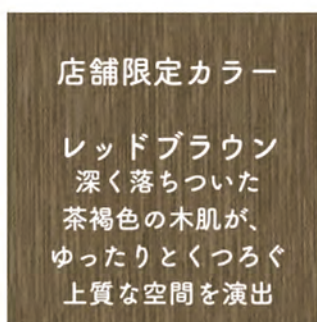 店舗限定カラー
レッドブラウン
深く落ちついた
茶褐色の木肌が、
ゆったりとくつろぐ
上質な空間を演出